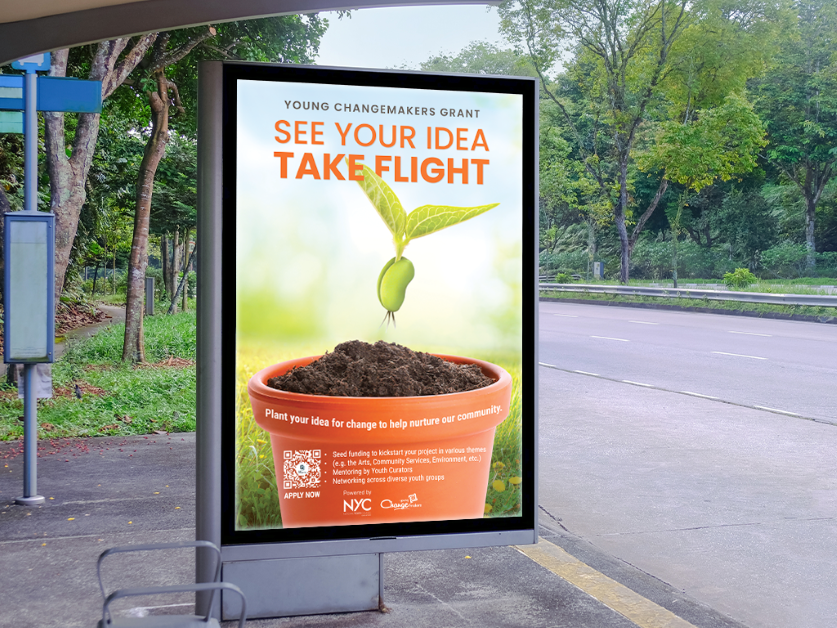 YOUNG CHANGEMAKERS GRANT
SEE YOUR IDEA
TAKE FLIGHT
Plant your idea for change to help nurture our community.
• Seed funding to kickstart your project in various themes
(e.g. the Arts, Community Services, Environment, etc.)
• Mentoring by Youth Curators
• Networking across diverse youth groups
APPLY NOW
Powered by
NYC
young
Changemakers